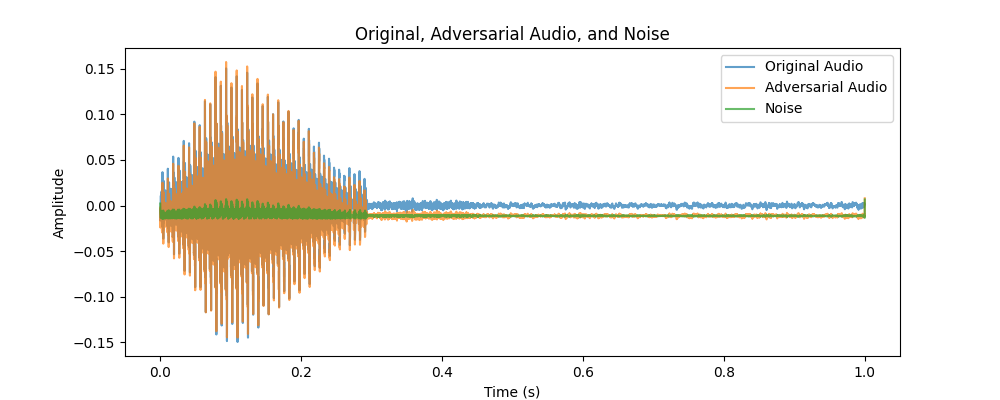 Original, Adversarial Audio, and Noise
Original Audio
Adversarial Audio
Noise
Amplitude
0.15
0.10
0.05
0.00
−0.05
−0.10
−0.15
0.0 0.2 0.4 0.6 0.8 1.0
Time (s)